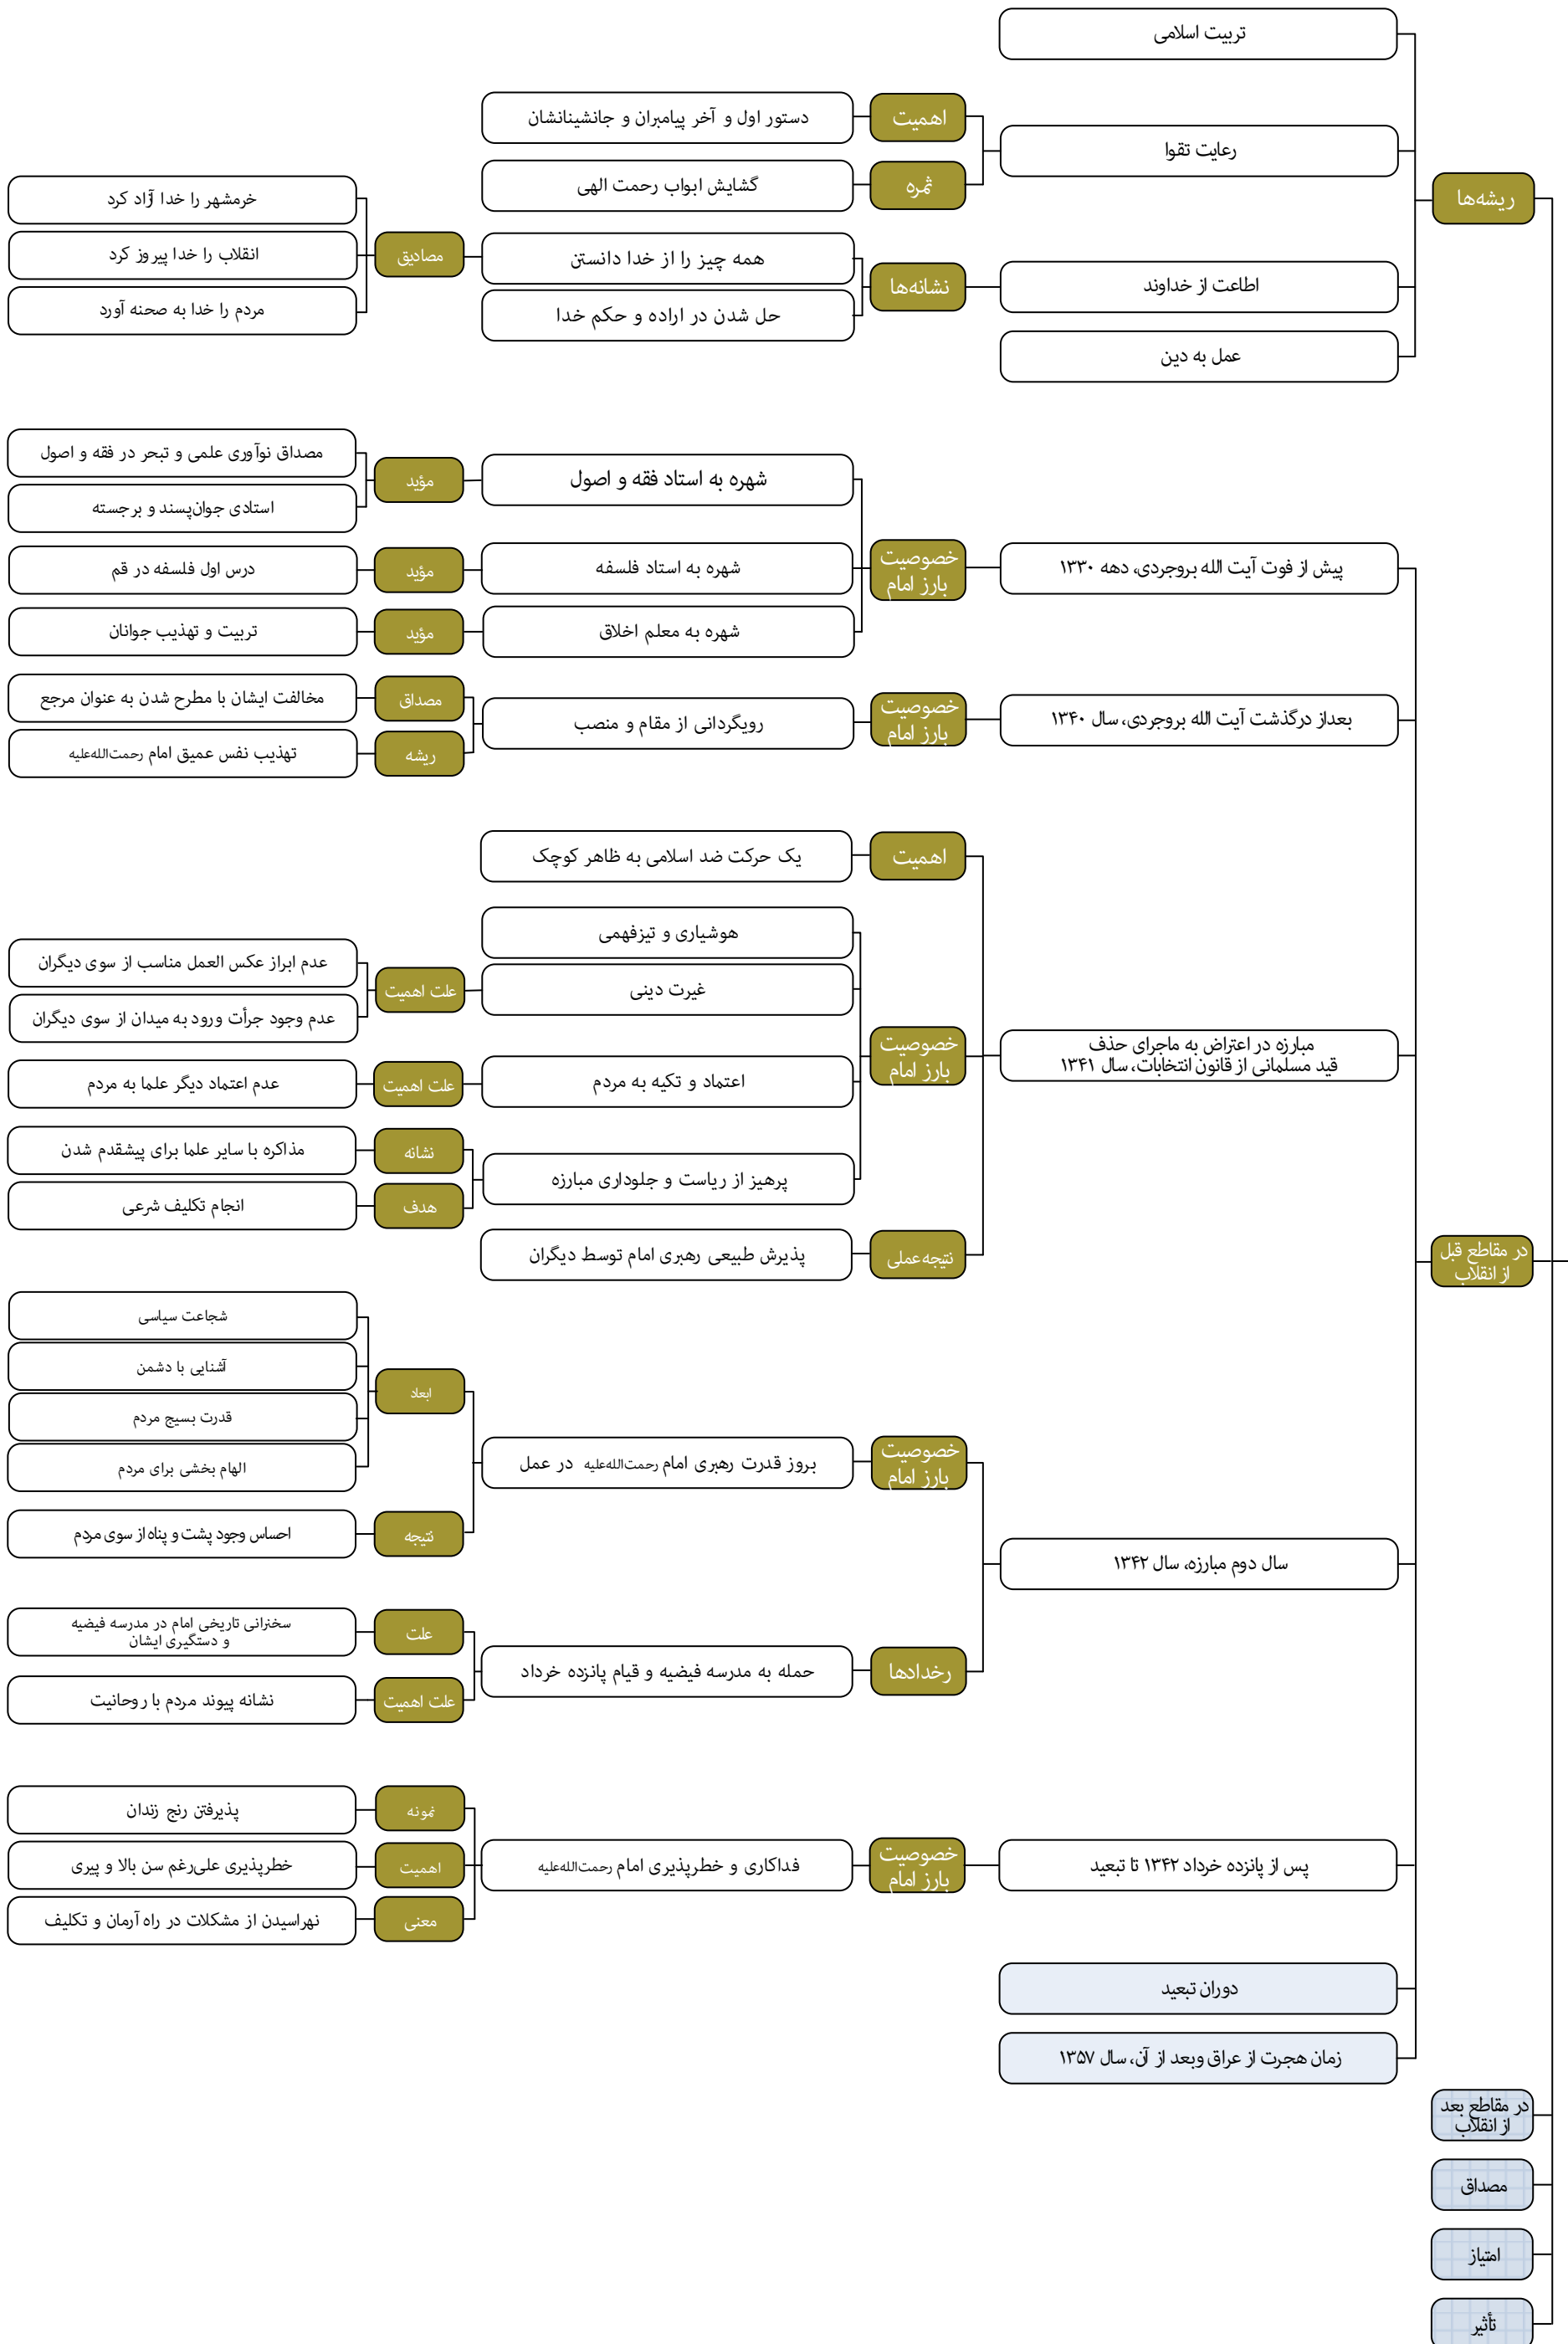 ریشه‌ها
تربیت اسلامی
رعایت تقوا
اهمیت
دستور اول و آخر پیامبران و جانشینانشان
ثمره
گشایش ابواب رحمت الهی
اطاعت از خداوند
نشانه‌ها
همه چیز را از خدا دانستن
مصادیق
خرمشهر را خدا آزاد کرد
انقلاب را خدا پیروز کرد
مردم را خدا به صحنه آورد
حل شدن در اراده و حکم خدا
عمل به دین
در مقاطع قبل
از انقلاب
پیش از فوت آیت الله بروجردی، دهه ۱۳۳۰
خصوصیت
بارز امام
شهره به استاد فقه و اصول
مؤید
مصداق نوآوری علمی و تبحر در فقه و اصول
استادی جوان‌پسند و برجسته
شهره به استاد فلسفه
مؤید
درس اول فلسفه در قم
شهره به معلم اخلاق
مؤید
تربیت و تهذیب جوانان
بعداز درگذشت آیت الله بروجردی، سال ۱۳۴۰
خصوصیت
بارز امام
رویگردانی از مقام و منصب
مصداق
مخالفت ایشان با مطرح شدن به عنوان مرجع
ریشه
تهذیب نفس عمیق امام رحمت‌الله‌علیه
مبارزه در اعتراض به ماجرای حذف
قید مسلمانی از قانون انتخابات، سال ۱۳۴۱
اهمیت
یک حرکت ضد اسلامی به ظاهر کوچک
خصوصیت
بارز امام
هوشیاری و تیزفهمی
غیرت دینی
علت اهمیت
عدم ابراز عکس العمل مناسب از سوی دیگران
عدم وجود جرأت ورود به میدان از سوی دیگران
اعتماد و تکیه به مردم
علت اهمیت
عدم اعتماد دیگر علما به مردم
پرهیز از ریاست و جلوداری مبارزه
نشانه
مذاکره با سایر علما برای پیشقدم شدن
هدف
انجام تکلیف شرعی
نتیجه‌عملی
پذیرش طبیعی رهبری امام توسط دیگران
سال دوم مبارزه، سال ۱۳۴۲
خصوصیت
بارز امام
بروز قدرت رهبری امام رحمت‌الله‌علیه در عمل
ابعاد
شجاعت سیاسی
آشنایی با دشمن
قدرت بسیج مردم
الهام بخشی برای مردم
نتیجه
احساس وجود پشت و پناه از سوی مردم
رخدادها
حمله به مدرسه فیضیه و قیام پانزده خرداد
علت
سخنرانی تاریخی امام در مدرسه فیضیه
و دستگیری ایشان
علت اهمیت
نشانه پیوند مردم با روحانیت
پس از پانزده خرداد ۱۳۴۲ تا تبعید
خصوصیت
بارز امام
فداکاری و خطرپذیری امام رحمت‌الله‌علیه
نمونه
پذیرفتن رنج زندان
اهمیت
خطرپذیری علی‌رغم سن بالا و پیری
معنی
نهراسیدن از مشکلات در راه آرمان و تکلیف
دوران تبعید
زمان هجرت از عراق وبعد از آن، سال ۱۳۵۷
در مقاطع بعد
از انقلاب
مصداق
امتیاز
تأثیر